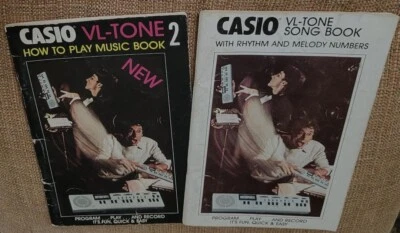 CASIO VL-TONE 2
HOW TO PLAY MUSIC BOOK
NEW
PROGRAM PLAY AND RECORD
IT'S FUN, QUICK & EASY
CASIO VL-TONE
SONG BOOK
WITH RHYTHM AND MELODY NUMBERS
PROGRAM PLAY AND RECORD
IT'S FUN, QUICK & EASY